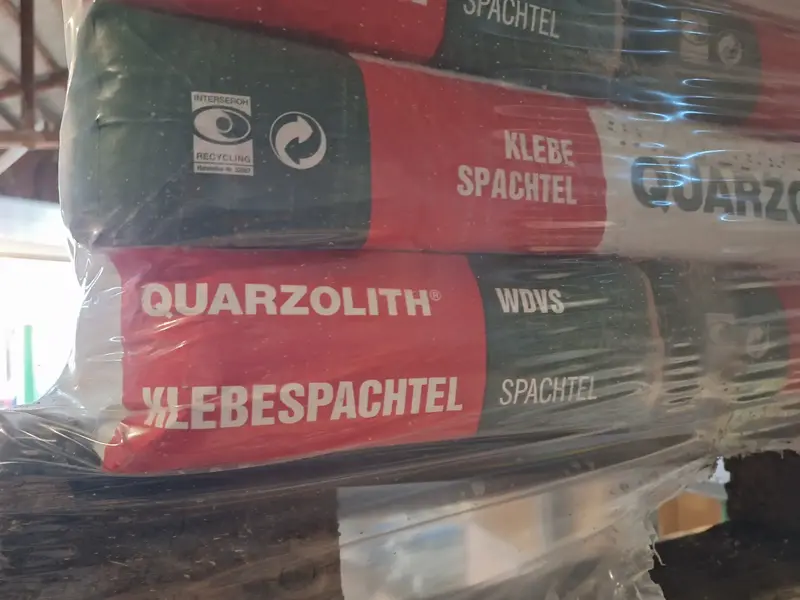 SPACHTEL
INTERSEROH
RECYCLING
KLEBE
SPACHTEL
QUARZO
QUARZOLITH®
WDVS
KLEBESPACHTEL
SPACHTEL